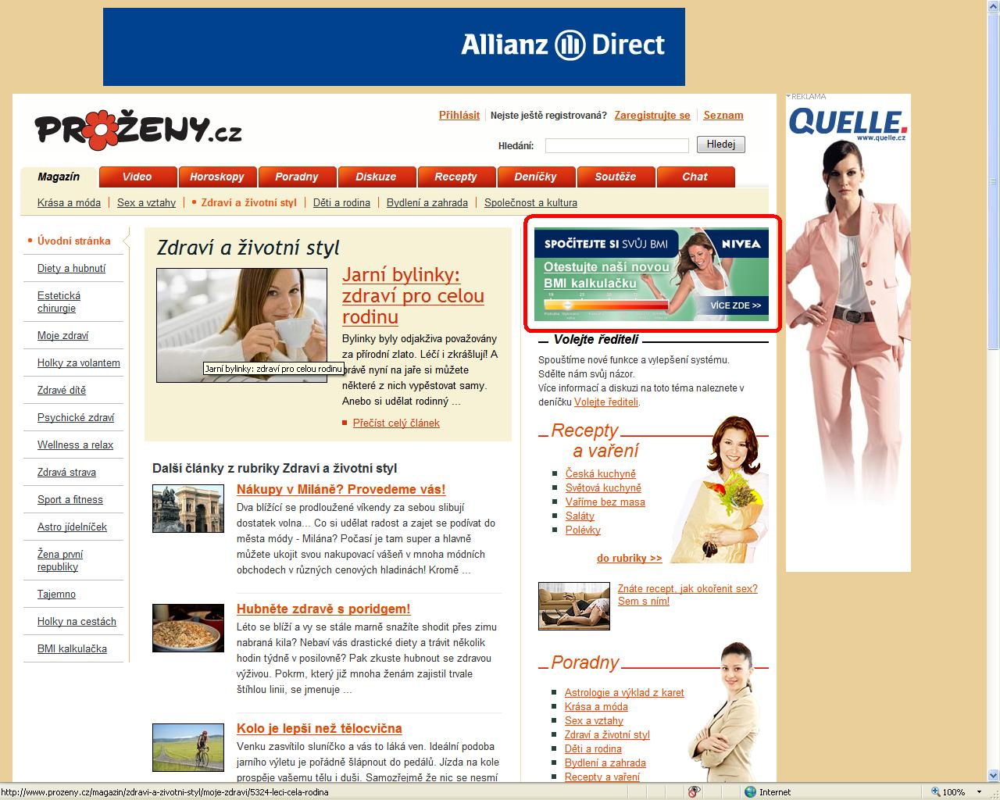 Allianz Direct
PROŽENY.cz
Přihlásit Nejste ještě registrovaná? Zaregistrujte se Seznam
Hledání: Hledej
Magazín Video Horoskopy Poradny Diskuze Recepty Deníčky Soutěže Chat
Krása a móda Sex a vztahy Zdraví a životní styl Děti a rodina Bydlení a zahrada Společnost a kultura
Úvodní stránka
Diety a hubnutí
Estetická
chirurgie
Moje zdraví
Holky za volantem
Zdravé dítě
Psychické zdraví
Wellness a relax
Zdravá strava
Sport a fitness
Astro jídelníček
Žena první
republiky
Tajemno
Holky na cestách
BMI kalkulačka
Zdraví a životní styl
Jarní bylinky:
zdraví pro celou
rodinu
Bylinky byly odjakživa považovány
za přírodní zlato. Léčí i zkrášlují! A
právě nyní na jaře si můžete
některé z nich vypěstovat samy.
Anebo si udělat rodinný ...
Jarní bylinky: zdraví pro celou rodinu
Přečíst celý článek
Další články z rubriky Zdraví a životní styl
Nákupy v Miláně? Provedeme vás!
Dva blížící se prodloužené víkendy za sebou slibují
dostatek volna... Co si udělat radost a zajet se podívat do
města módy - Milána? Počasí je tam super a hlavně
můžete ukojit svou nakupovací vášeň v mnoha módních
obchodech v různých cenových hladinách! Kromě ...
Hubněte zdravě s poridgem!
Léto se blíží a vy se stále marně snažíte shodit přes zimu
nabraná kila? Nebaví vás drastické diety a trávit několik
hodin týdně v posilovně? Pak zkuste hubnout se zdravou
výživou. Pokrm, který již mnoha ženám zajistil trvale
štíhlou linii, se jmenuje ...
Kolo je lepší než tělocvična
Venku zasvítilo sluníčko a vás to láká ven. Ideální podoba
jarního výletu je pořádně šlápnout do pedálů. Jízda na kole
prospěje vašemu tělu i duši. Samozřejmě že nic se nesmí
SPOČÍTEJTE SI SVŮJ BMI NIVEA
Otestujte naši novou
BMI kalkulačku
VÍCE ZDE >>
Volejte řediteli
Spouštíme nové funkce a vylepšení systému.
Sdělte nám svůj názor.
Více informací a diskuzi na toto téma naleznete v
deníčku Volejte řediteli.
Recepty
a vaření
Česká kuchyně
Světová kuchyně
Vaříme bez masa
Saláty
Polévky
do rubriky >>
Znáte recept, jak okořenit sex?
Sem s ním!
Poradny
Astrologie a výklad z karet
Krása a móda
Sex a vztahy
Zdraví a životní styl
Děti a rodina
Bydlení a zahrada
Recepty a vaření
REKLAMA
QUELLE.
www.quelle.cz
http://www.prozeny.cz/magazin/zdravi-a-zivotni-styl/moje-zdravi/5324-leci-cela-rodina Internet 100%